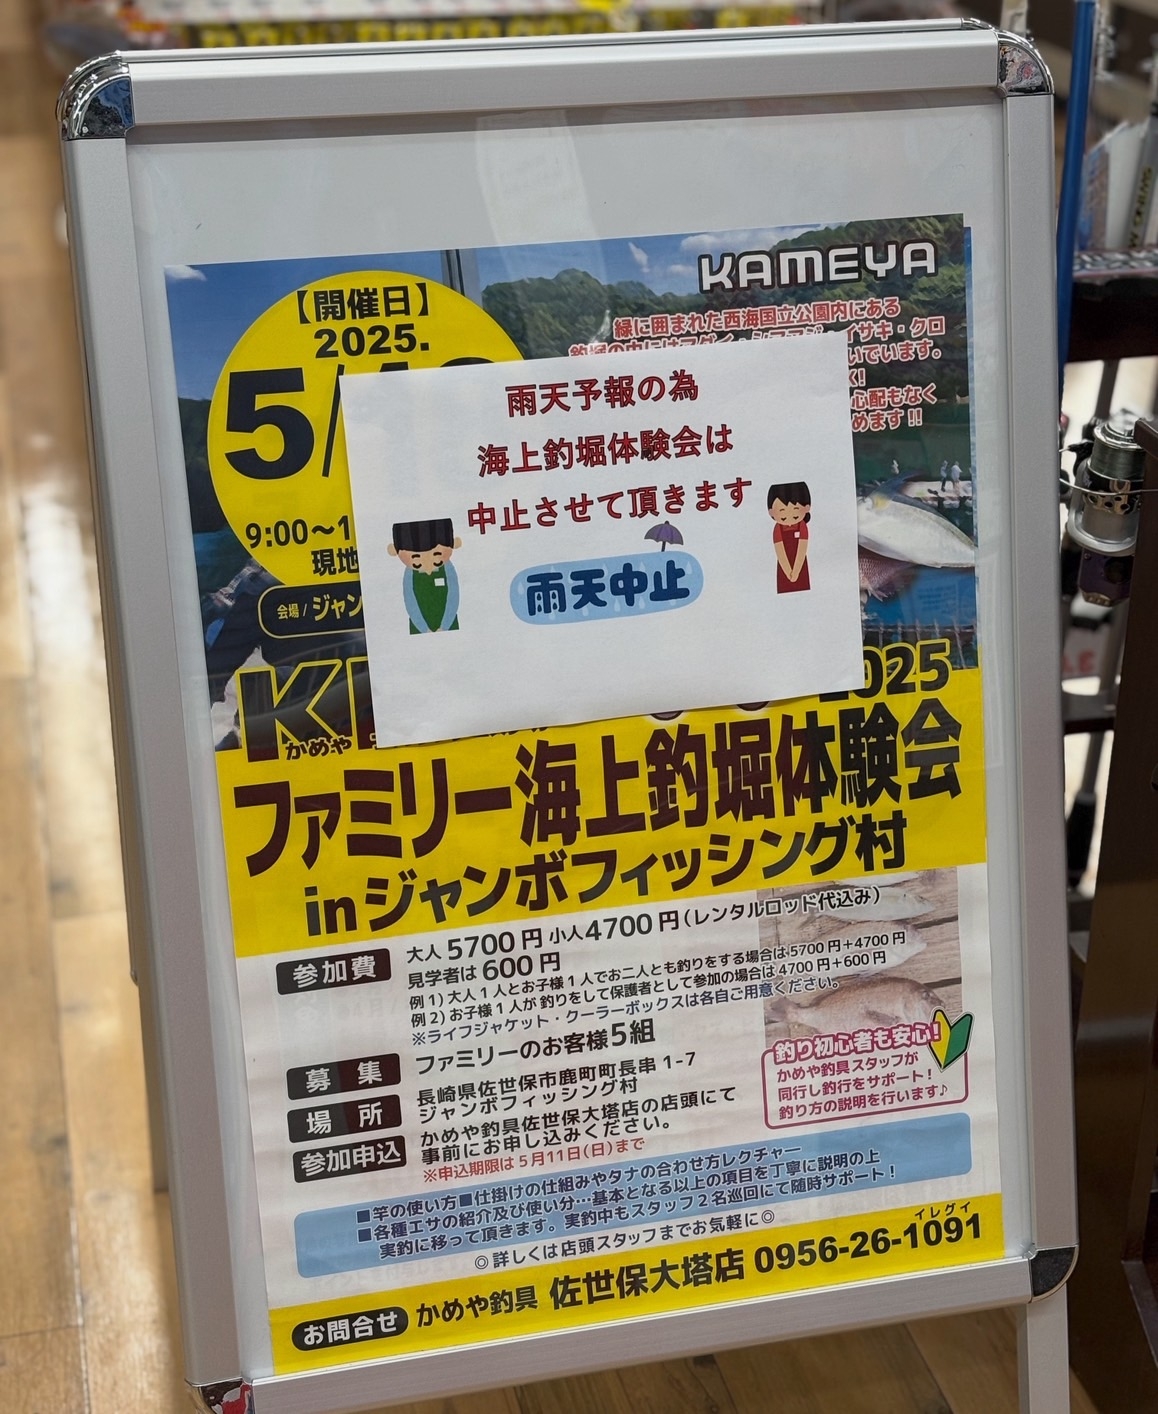 KAMEYA
【開催日】
2025.
5/
9:00〜1
現地
会場 / ジャン
緑に囲まれた西海国立公園内にある
イサキ・クロ
いています。
心配もなく
めます!!
雨天予報の為
海上釣堀体験会は
中止させて頂きます
雨天中止
K
2025
かめや
ファミリー海上釣堀体験会
inジャンボフィッシング村
参加費
大人5700円 小人4700円(レンタルロッド代込み)
見学者は600円
例1) 大人1人とお子様1人でお二人とも釣りをする場合は5700円+4700円
例2) お子様1人が釣りをして保護者として参加の場合は4700円+600円
※ライフジャケット・クーラーボックスは各自ご用意ください。
募 集
ファミリーのお客様5組
場 所
長崎県佐世保市鹿町町長串1-7
ジャンボフィッシング村
参加申込
かめや釣具佐世保大塔店の店頭にて
事前にお申し込みください。
※申込期限は5月11日(日)まで
釣り初心者も安心!
かめや釣具スタッフが
同行し釣行をサポート!
釣り方の説明を行います♪
■竿の使い方■仕掛けの仕組みやタナの合わせ方レクチャー
■各種エサの紹介及び使い分…基本となる以上の項目を丁寧に説明の上
実釣に移って頂きます。実釣中もスタッフ2名巡回にて随時サポート!
◎詳しくは店頭スタッフまでお気軽に◎
イレグイ
お問合せ かめや釣具 佐世保大塔店 0956-26-1091